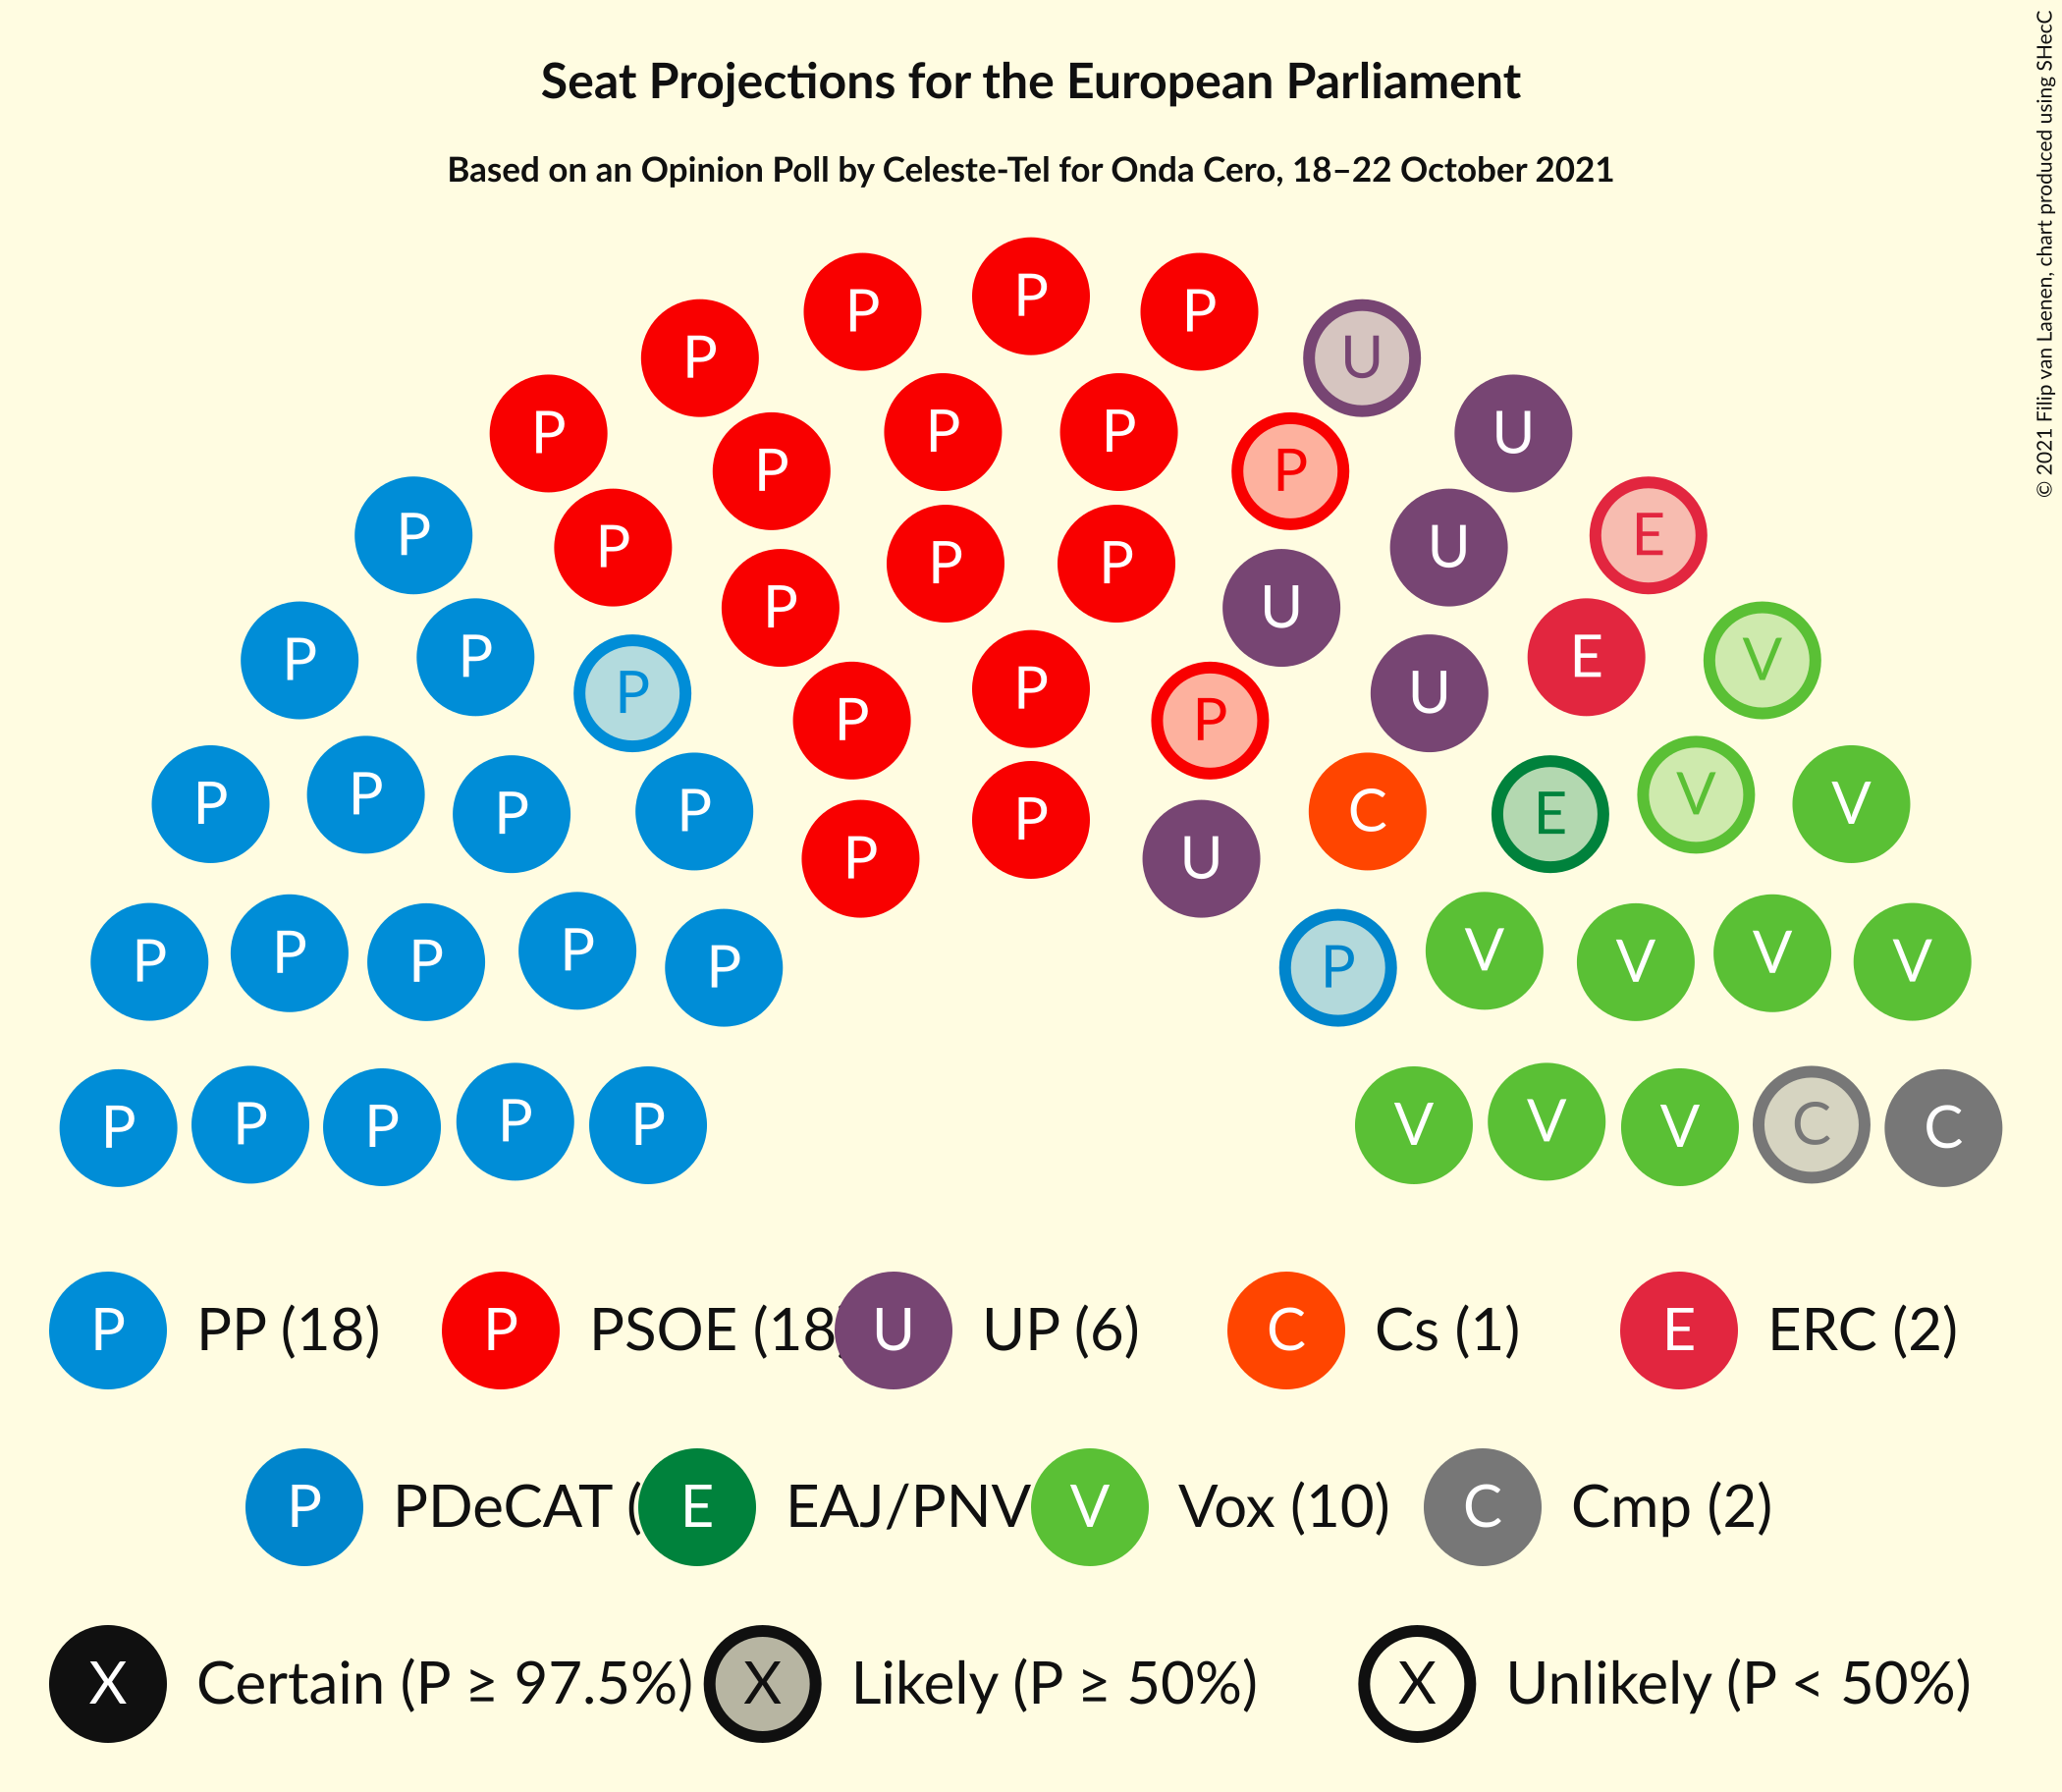 Seat Projections for the European Parliament
Based on an Opinion Poll by Celeste-Tel for Onda Cero, 18–22 October 2021
© 2021 Filip van Laenen, chart produced using SHecC
P
P P
P P U
P P
P P P U
P U
P P E
P P U
P P U
P E
P P V
P P U
P P P
P V
P P V
P P C E
P
P U
P P V V
P P V V
P P
P P P V V V
P P C C
P PP (18) P PSOE (18 U UP (6) C Cs (1) E ERC (2)
P PDeCAT ( E EAJ/PNV V Vox (10) C Cmp (2)
X Certain (P ≥ 97.5%) X Likely (P ≥ 50%) X Unlikely (P < 50%)